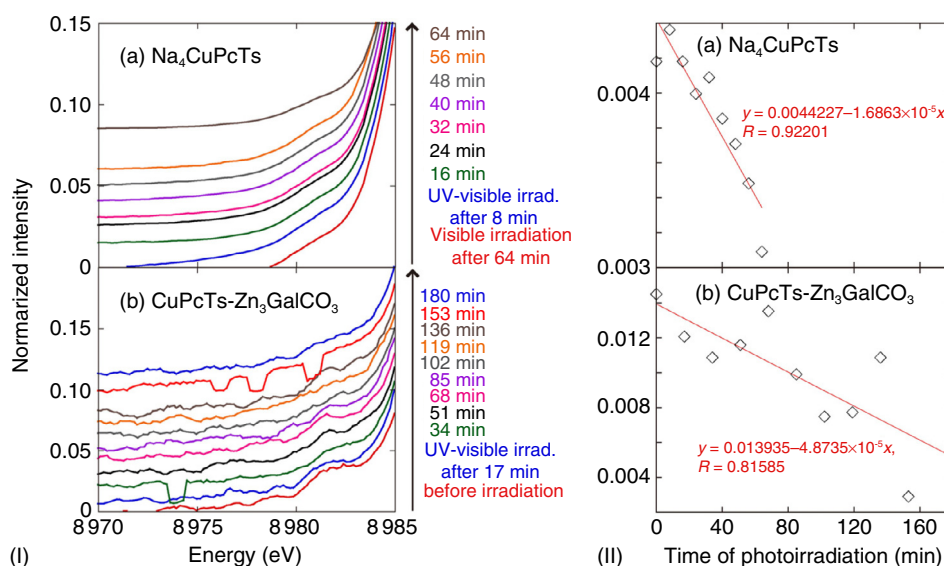 0.15
(a) Na₄CuPcTs
0.10
0.05
0
64 min
56 min
48 min
40 min
32 min
24 min
16 min
UV-visible irrad.
after 8 min
Visible irradiation
after 64 min
Normarized intensity
(b) CuPcTs-Zn₃GalCO₃
0.15
0.10
0.05
0
180 min
153 min
136 min
119 min
102 min
85 min
68 min
51 min
34 min
UV-visible irrad.
after 17 min
before irradiation
8 970 8 975 8 980 8 985
(I) Energy (eV)
(a) Na₄CuPcTs
0.004
y = 0.0044227–1.6863×10⁻⁵x
R = 0.92201
0.003
(b) CuPcTs-Zn₃GalCO₃
0.012
0.008
y = 0.013935–4.8735×10⁻⁵x,
R = 0.81585
0.004
0 40 80 120 160
(II) Time of photoirradiation (min)